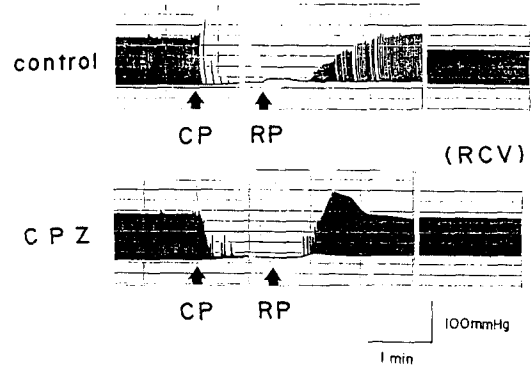 control
CP RP
(RCV)
CPZ
CP RP
100mmHg
1 min